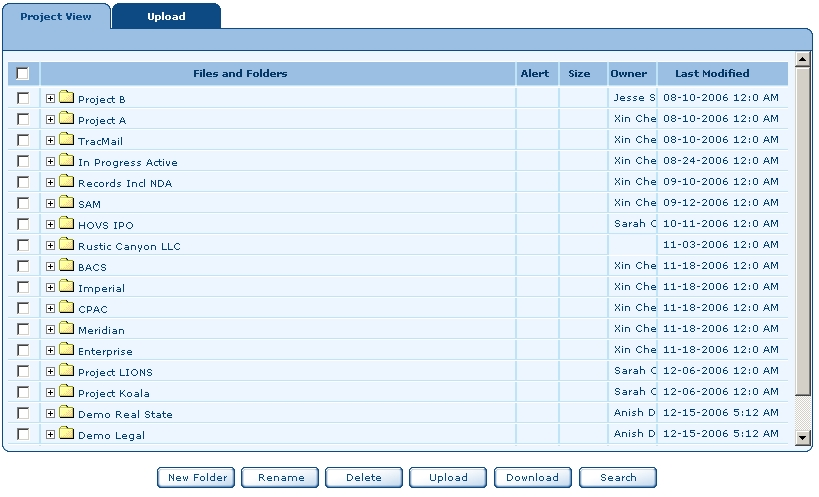 Project View Upload
Files and Folders Alert Size Owner Last Modified
Project B Jesse S 08-10-2006 12:0 AM
Project A Xin Che 08-10-2006 12:0 AM
TracMail Xin Che 08-10-2006 12:0 AM
In Progress Active Xin Che 08-24-2006 12:0 AM
Records Incl NDA Xin Che 09-10-2006 12:0 AM
SAM Xin Che 09-12-2006 12:0 AM
HOVS IPO Sarah C 10-11-2006 12:0 AM
Rustic Canyon LLC 11-03-2006 12:0 AM
BACS Xin Che 11-18-2006 12:0 AM
Imperial Xin Che 11-18-2006 12:0 AM
CPAC Xin Che 11-18-2006 12:0 AM
Meridian Xin Che 11-18-2006 12:0 AM
Enterprise Xin Che 11-18-2006 12:0 AM
Project LIONS Sarah C 12-06-2006 12:0 AM
Project Koala Sarah C 12-06-2006 12:0 AM
Demo Real State Anish D 12-15-2006 5:12 AM
Demo Legal Anish D 12-15-2006 5:12 AM
New Folder Rename Delete Upload Download Search